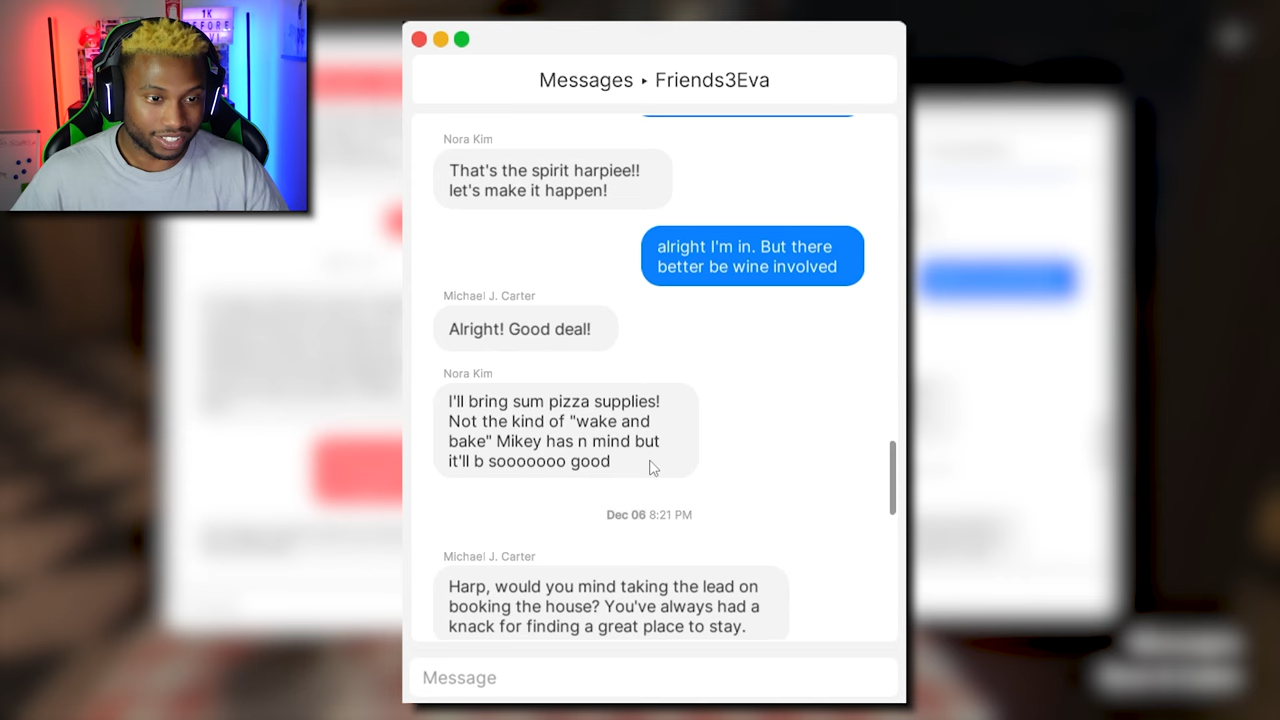 1K
Messages ▸ Friends3Eva
Nora Kim
That's the spirit harpiee!!
let's make it happen!
alright I'm in. But there
better be wine involved
Michael J. Carter
Alright! Good deal!
Nora Kim
I'll bring sum pizza supplies!
Not the kind of "wake and
bake" Mikey has n mind but
it'll b sooooooo good
Dec 06 8:21 PM
Michael J. Carter
Harp, would you mind taking the lead on
booking the house? You've always had a
knack for finding a great place to stay.
Message